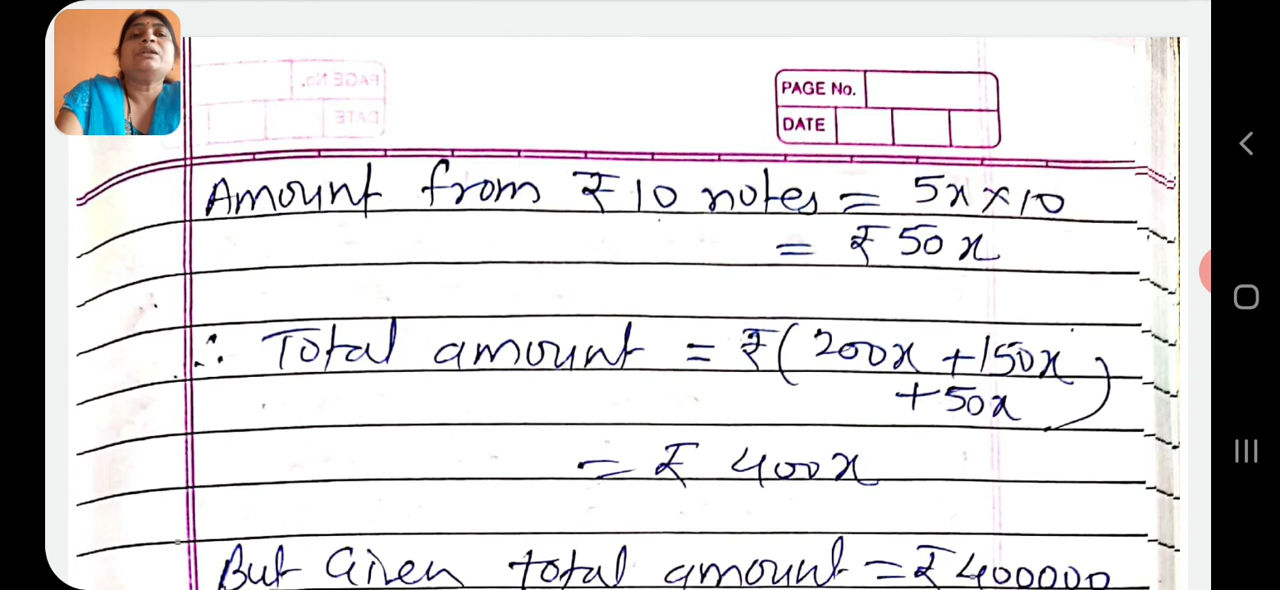 PAGE No.
DATE
Amount from ₹10 notes = 5x × 10
= ₹ 50x
∴ Total amount = ₹(200x + 150x
+ 50x)
= ₹ 400x
But Given total amount = ₹400000